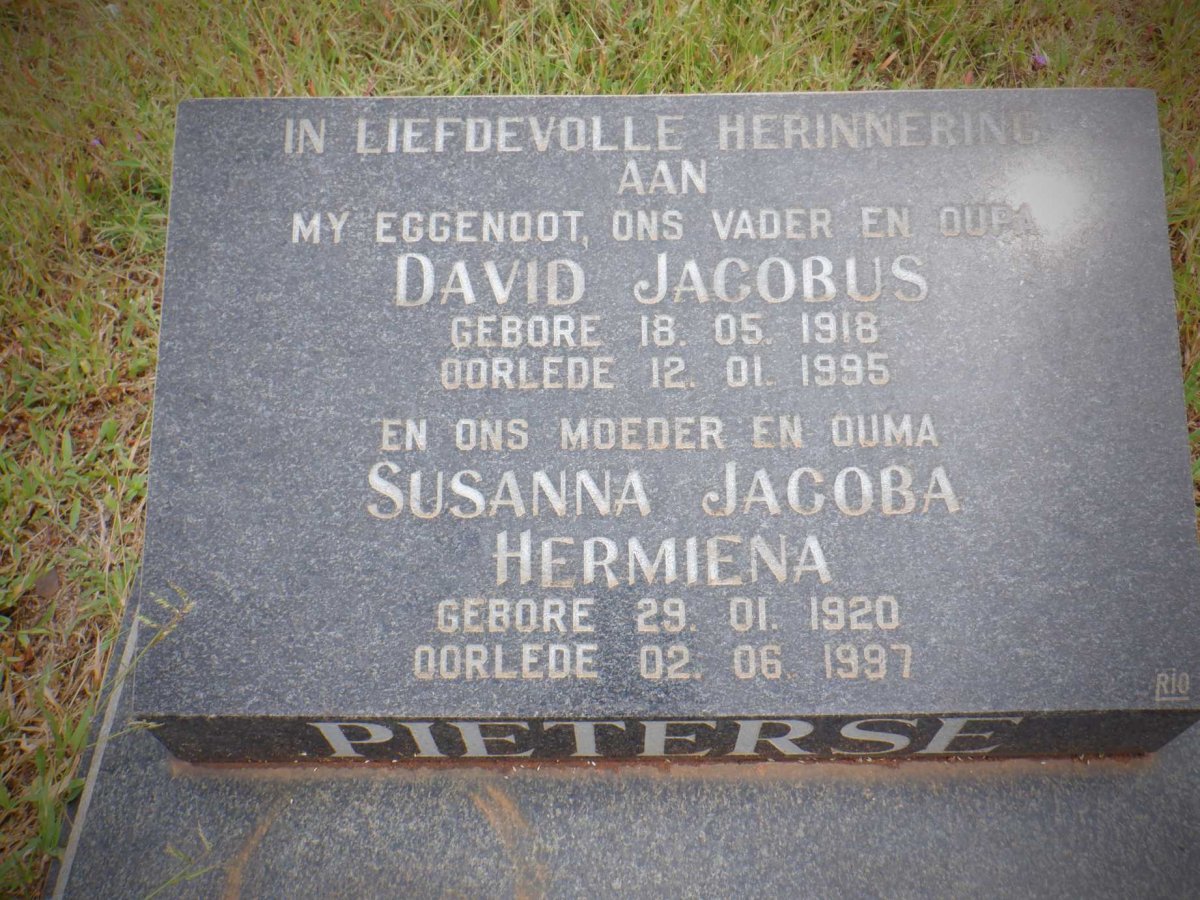 IN LIEFDEVOLLE HERINNERING
AAN
MY EGGENOOT, ONS VADER EN OUPA
DAVID JACOBUS
GEBORE 18. 05. 1918
OORLEDE 12. 01. 1995
EN ONS MOEDER EN OUMA
SUSANNA JACOBA
HERMIENA
GEBORE 29. 01. 1920
OORLEDE 02. 06. 1997
RIO
PIETERSE